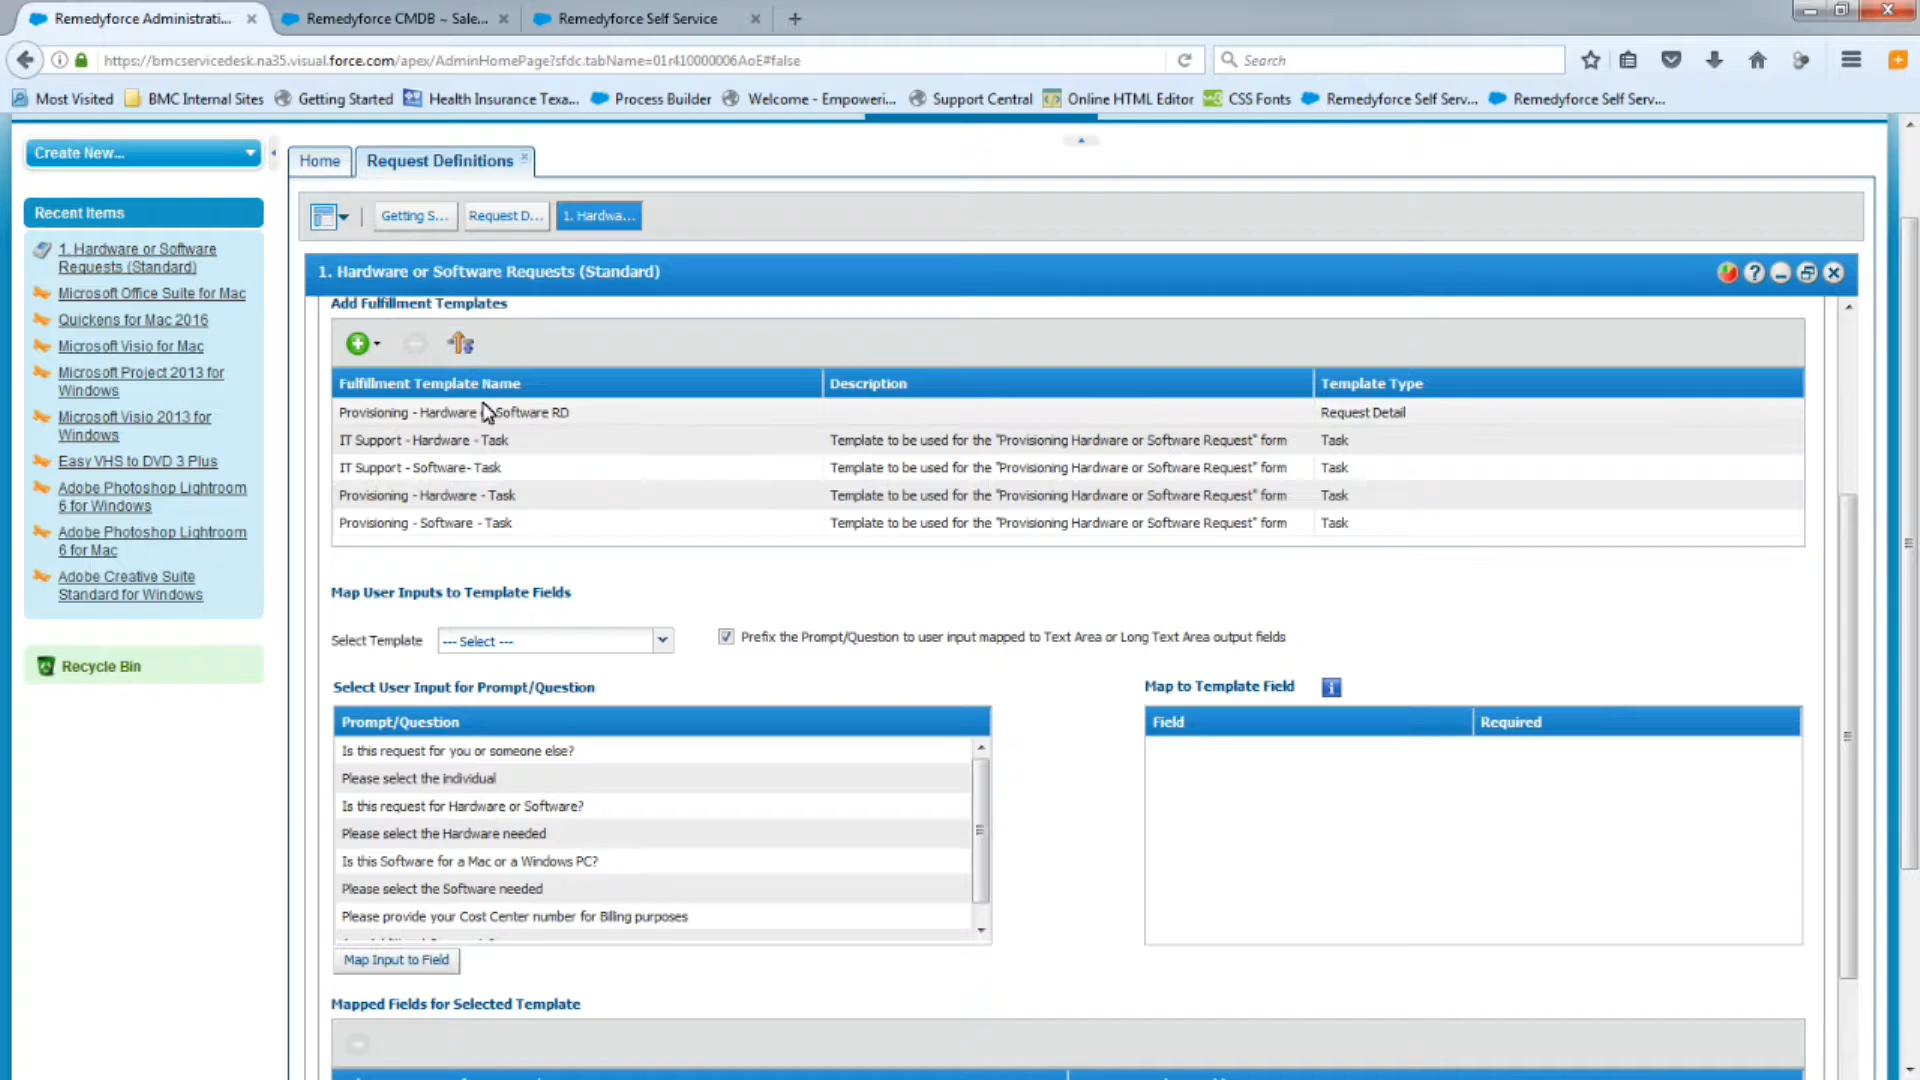 Remedyforce Administrati...
Remedyforce CMDB ~ Sale...
Remedyforce Self Service
https://bmcservicedesk.na35.visual.force.com/apex/AdminHomePage?sfdc.tabName=01r410000006AoE#false
Search
Most Visited
BMC Internal Sites
Getting Started
Health Insurance Texa...
Process Builder
Welcome - Empoweri...
Support Central
Online HTML Editor
CSS Fonts
Remedyforce Self Serv...
Remedyforce Self Serv...
Create New...
Home
Request Definitions
Recent Items
Getting S...
Request D...
1. Hardwa...
1. Hardware or Software
Requests (Standard)
Microsoft Office Suite for Mac
Quickens for Mac 2016
Microsoft Visio for Mac
Microsoft Project 2013 for
Windows
Microsoft Visio 2013 for
Windows
Easy VHS to DVD 3 Plus
Adobe Photoshop Lightroom
6 for Windows
Adobe Photoshop Lightroom
6 for Mac
Adobe Creative Suite
Standard for Windows
Recycle Bin
1. Hardware or Software Requests (Standard)
Add Fulfillment Templates
Fulfillment Template Name Description Template Type
Provisioning - Hardware Software RD Request Detail
IT Support - Hardware - Task Template to be used for the "Provisioning Hardware or Software Request" form Task
IT Support - Software- Task Template to be used for the "Provisioning Hardware or Software Request" form Task
Provisioning - Hardware - Task Template to be used for the "Provisioning Hardware or Software Request" form Task
Provisioning - Software - Task Template to be used for the "Provisioning Hardware or Software Request" form Task
Map User Inputs to Template Fields
Select Template --- Select ---
Prefix the Prompt/Question to user input mapped to Text Area or Long Text Area output fields
Select User Input for Prompt/Question
Map to Template Field
Prompt/Question
Field Required
Is this request for you or someone else?
Please select the individual
Is this request for Hardware or Software?
Please select the Hardware needed
Is this Software for a Mac or a Windows PC?
Please select the Software needed
Please provide your Cost Center number for Billing purposes
Map Input to Field
Mapped Fields for Selected Template